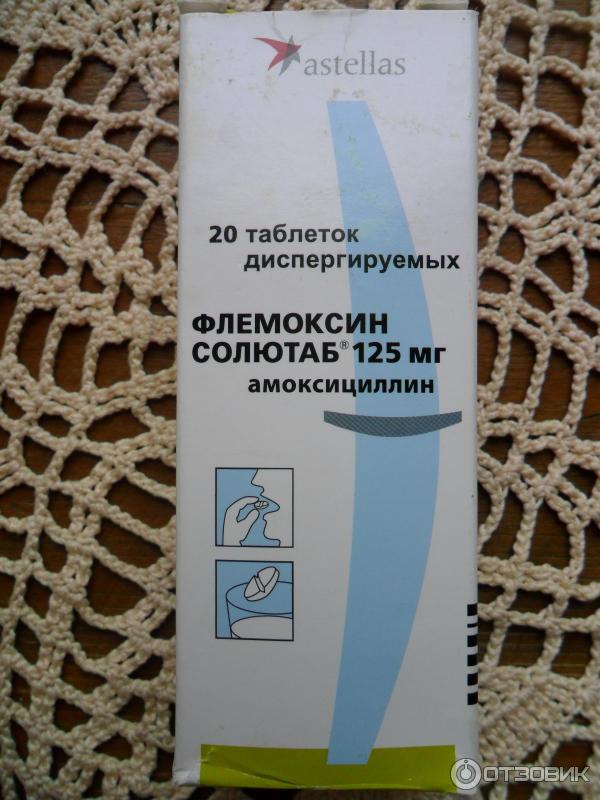 astellas
20 таблеток
диспергируемых
ФЛЕМОКСИН
СОЛЮТАБ® 125 мг
амоксициллин
ОТЗОВИК